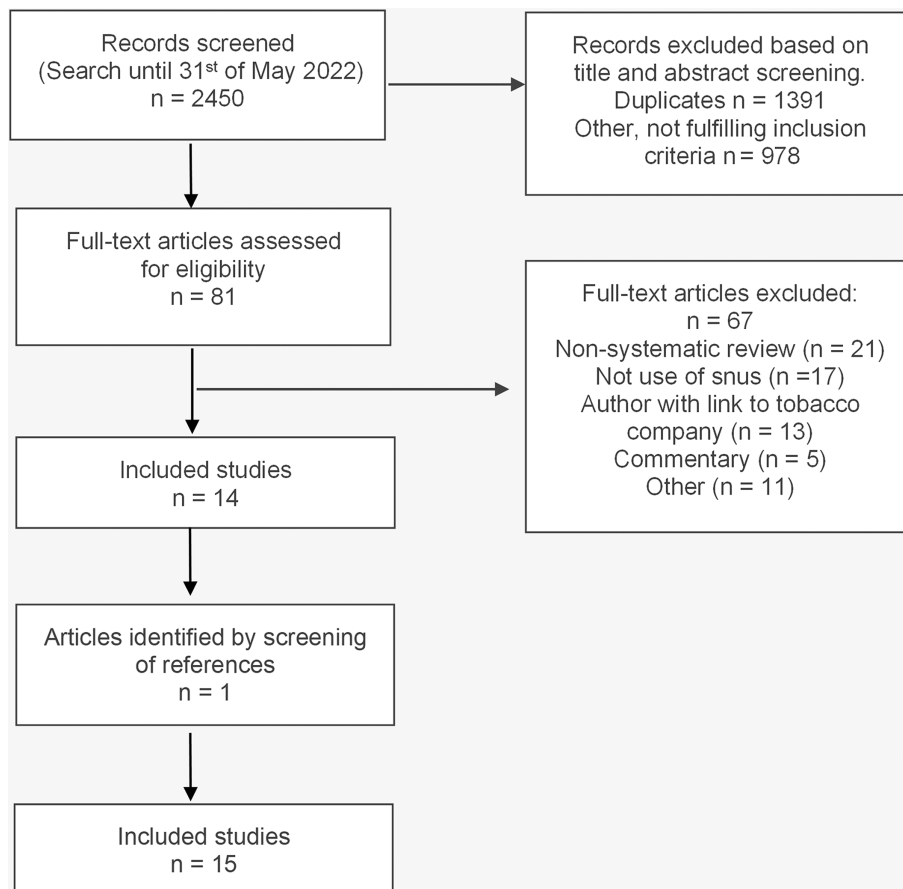 Records screened
(Search until 31st of May 2022)
n = 2450
Records excluded based on
title and abstract screening.
Duplicates n = 1391
Other, not fulfilling inclusion
criteria n = 978
Full-text articles assessed
for eligibility
n = 81
Full-text articles excluded:
n = 67
Non-systematic review (n = 21)
Not use of snus (n =17)
Author with link to tobacco
company (n = 13)
Commentary (n = 5)
Other (n = 11)
Included studies
n = 14
Articles identified by screening
of references
n = 1
Included studies
n = 15